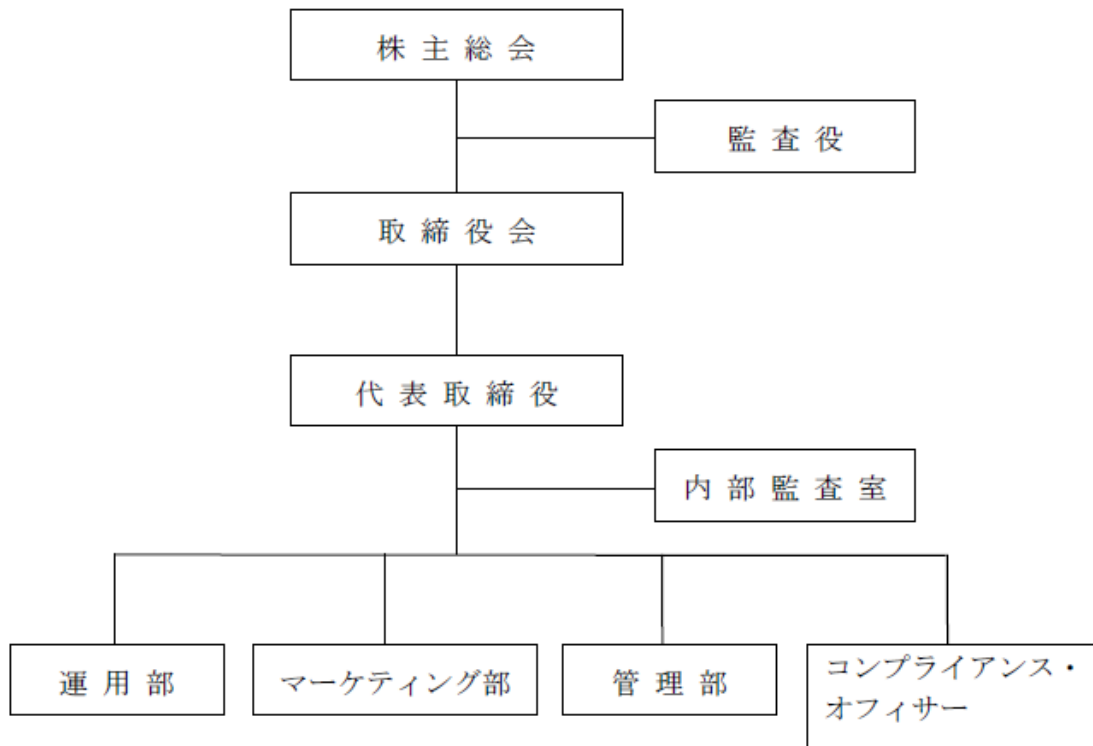 株主総会
監査役
取締役会
代表取締役
内部監査室
運用部
マーケティング部
管理部
コンプライアンス・
オフィサー